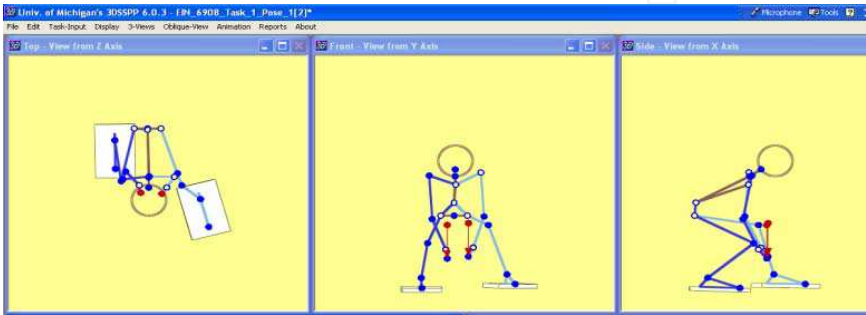 Univ. of Michigan's 3DSSPP 6.0.3 - EIN_6908_Task_1_Pose_1[2]*
Microphone Tools
File Edit Task-Input Display 3-Views Oblique-View Animation Reports About
Top - View from Z Axis
Front - View from Y Axis
Side - View from X Axis